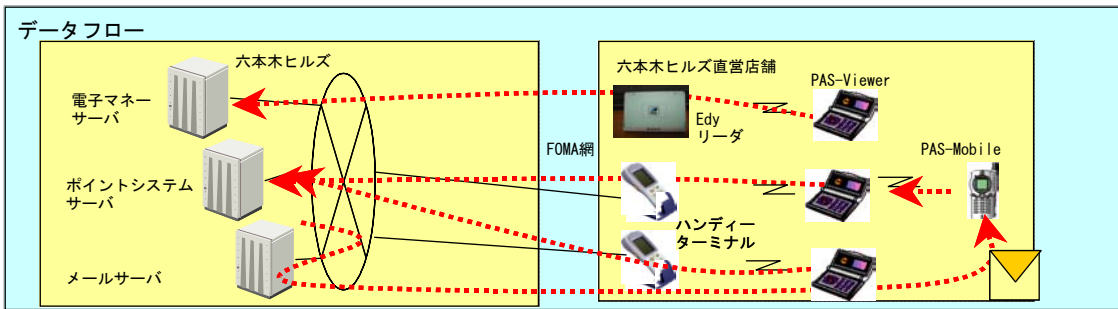 データフロー
六本木ヒルズ
電子マネー
サーバ
ポイントシステム
サーバ
メールサーバ
FOMA網
六本木ヒルズ直営店舗
PAS-Viewer
Edy
リーダ
PAS-Mobile
ハンディー
ターミナル